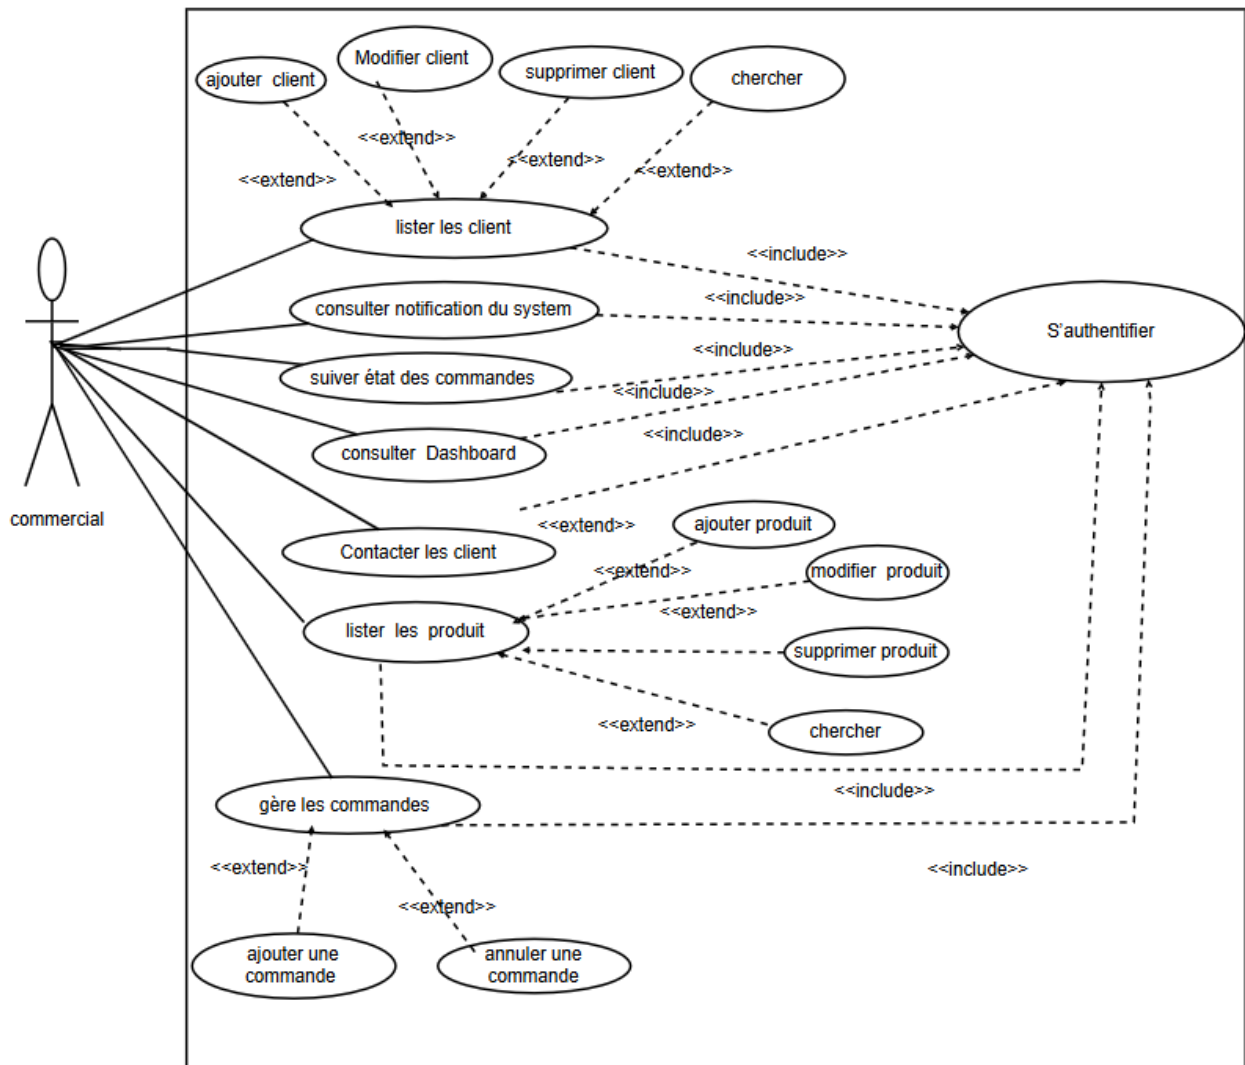 Modifier client
ajouter  client
supprimer client
chercher
<<extend>>
<<extend>>
<<extend>>
<<extend>>
lister les client
<<include>>
consulter notification du system
<<include>>
S'authentifier
suiver état des commandes
<<include>>
<<include>>
consulter  Dashboard
<<include>>
commercial
<<extend>>
ajouter produit
Contacter les client
<<extend>>
modifier  produit
<<extend>>
lister  les  produit
supprimer produit
<<extend>>
chercher
<<include>>
gère les commandes
<<extend>>
<<include>>
<<extend>>
ajouter une
commande
annuler une
commande